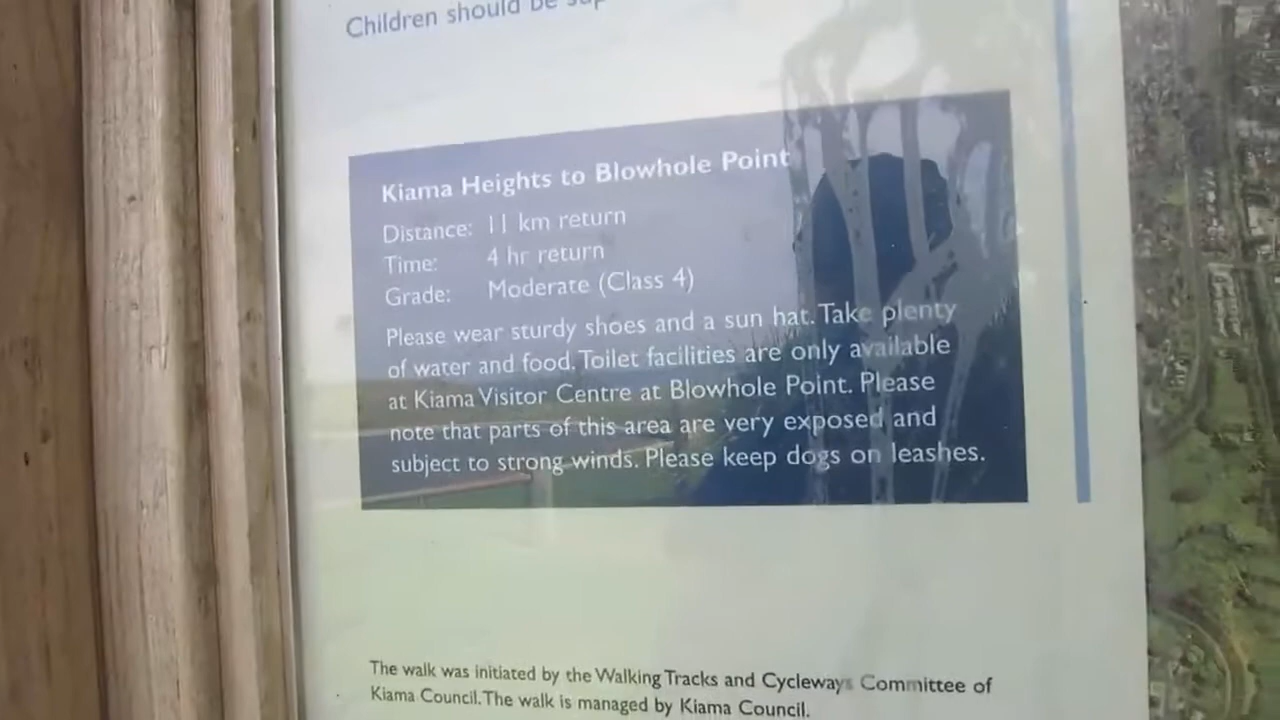 Children should be
Kiama Heights to Blowhole Point
Distance: 11 km return
Time: 4 hr return
Grade: Moderate (Class 4)
Please wear sturdy shoes and a sun hat. Take plenty
of water and food. Toilet facilities are only available
at Kiama Visitor Centre at Blowhole Point. Please
note that parts of this area are very exposed and
subject to strong winds. Please keep dogs on leashes.
The walk was initiated by the Walking Tracks and Cycleways Committee of
Kiama Council. The walk is managed by Kiama Council.